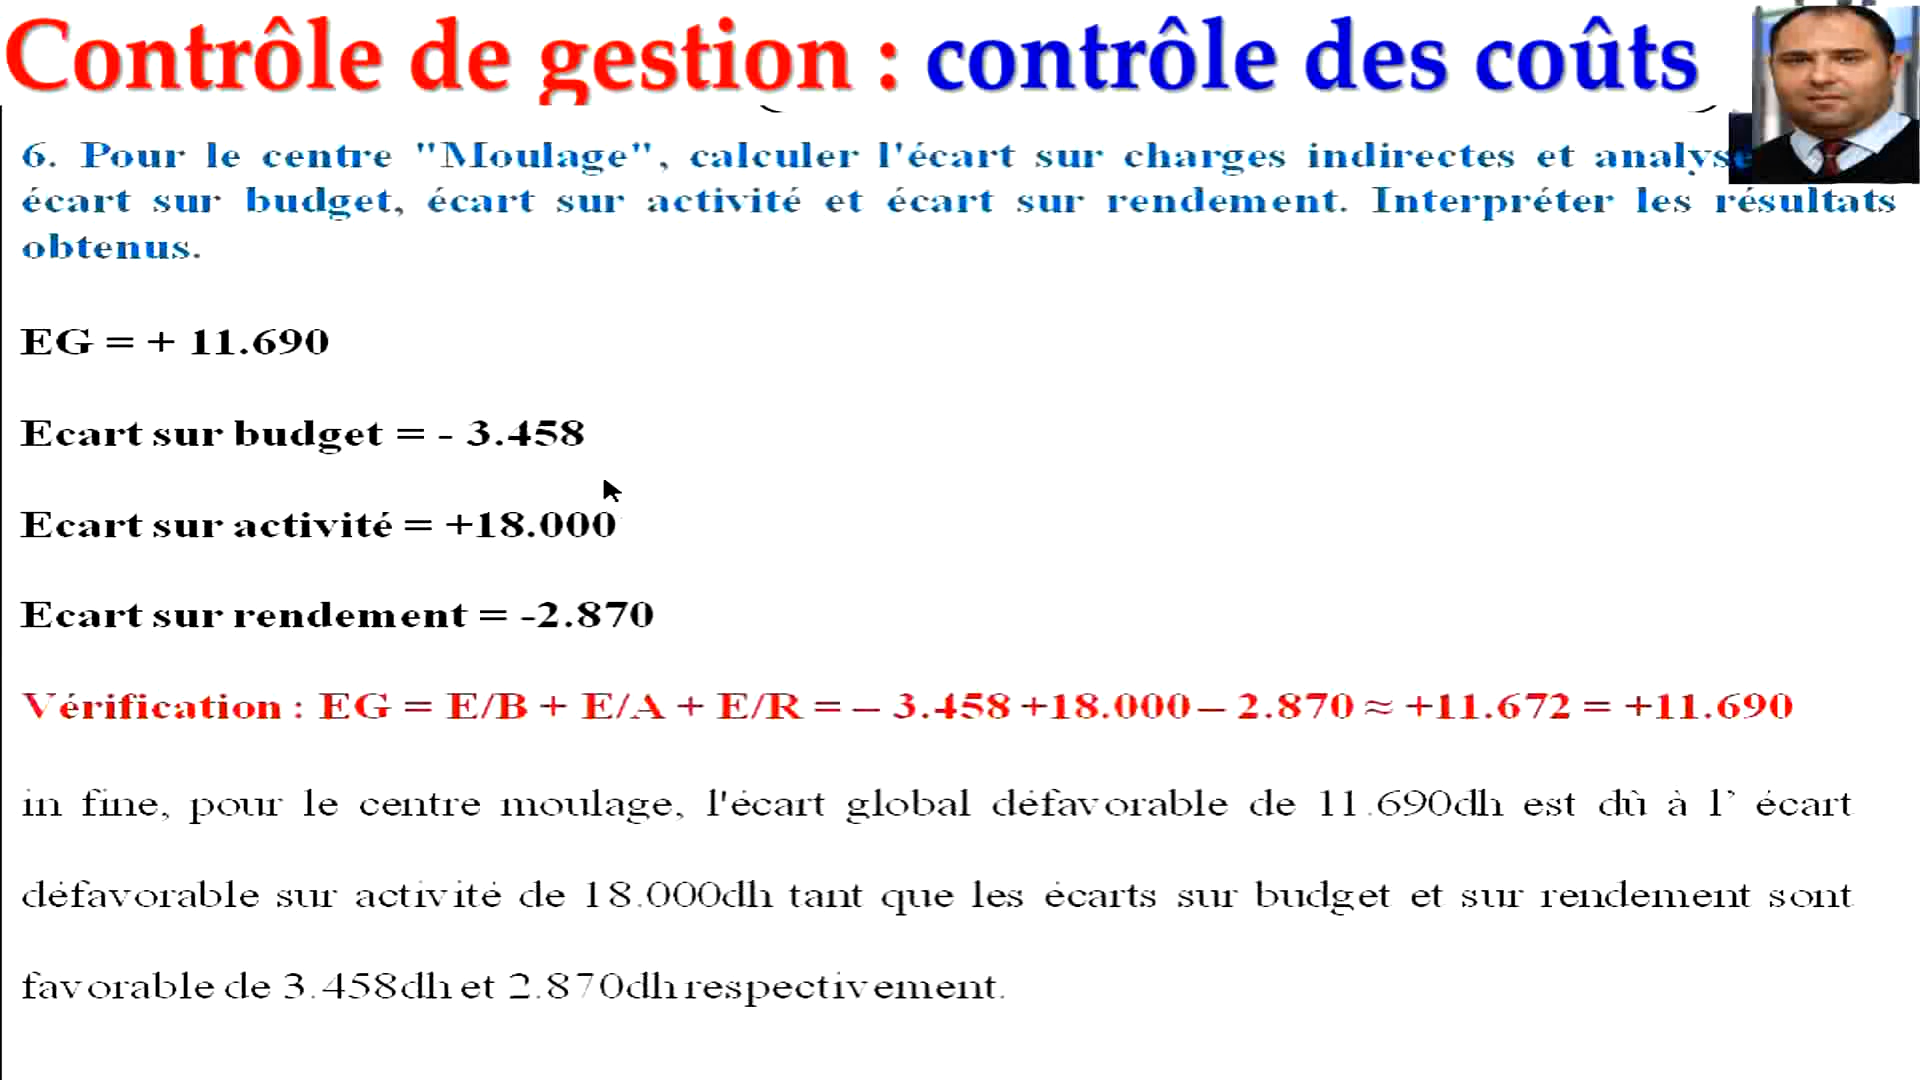 Contrôle de gestion : contrôle des coûts
6. Pour le centre "Moulage", calculer l'écart sur charges indirectes et
écart sur budget, écart sur activité et écart sur rendement. Interpréter les résultats
obtenus.
EG = + 11.690
Ecart sur budget = - 3.458
Ecart sur activité = +18.000
Ecart sur rendement = -2.870
Vérification : EG = E/B + E/A + E/R = – 3.458 +18.000– 2.870 ≈ +11.672 = +11.690
in fine, pour le centre moulage, l'écart global défavorable de 11.690dh est dû à l’ écart
défavorable sur activité de 18.000dh tant que les écarts sur budget et sur rendement sont
favorable de 3.458dh et 2.870dh respectivement.